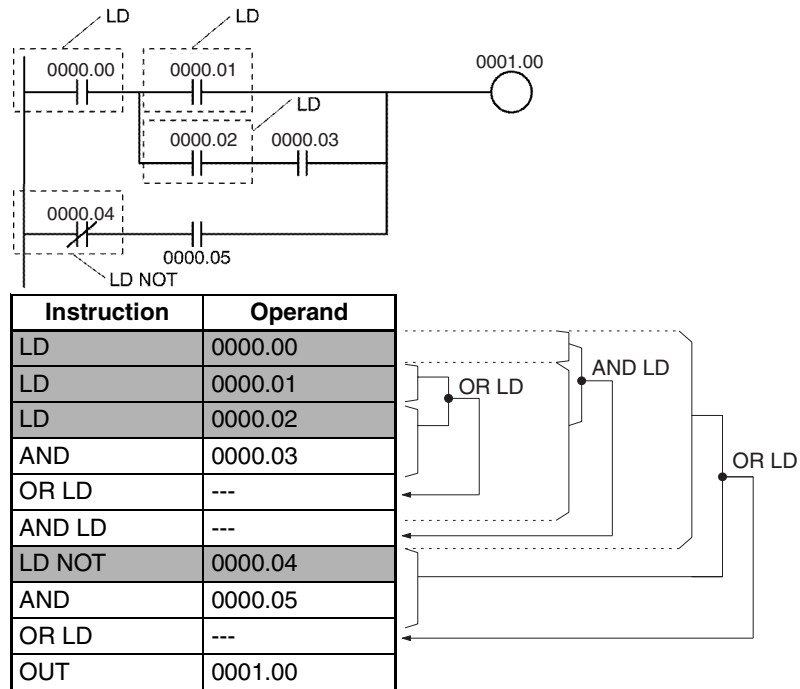 LD LD
0000.00 0000.01 0001.00
LD
0000.02 0000.03
0000.04
0000.05
LD NOT
Instruction Operand
LD 0000.00
LD 0000.01
LD 0000.02
AND 0000.03
OR LD ---
AND LD ---
LD NOT 0000.04
AND 0000.05
OR LD ---
OUT 0001.00
AND LD
OR LD
OR LD